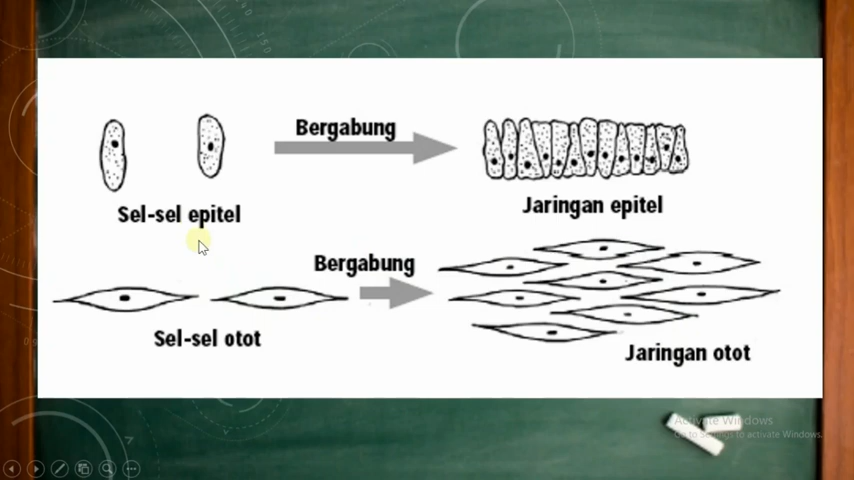 Bergabung
Sel-sel epitel
Jaringan epitel
Bergabung
Sel-sel otot
Jaringan otot
Activate Windows
Go to Settings to activate Windows.